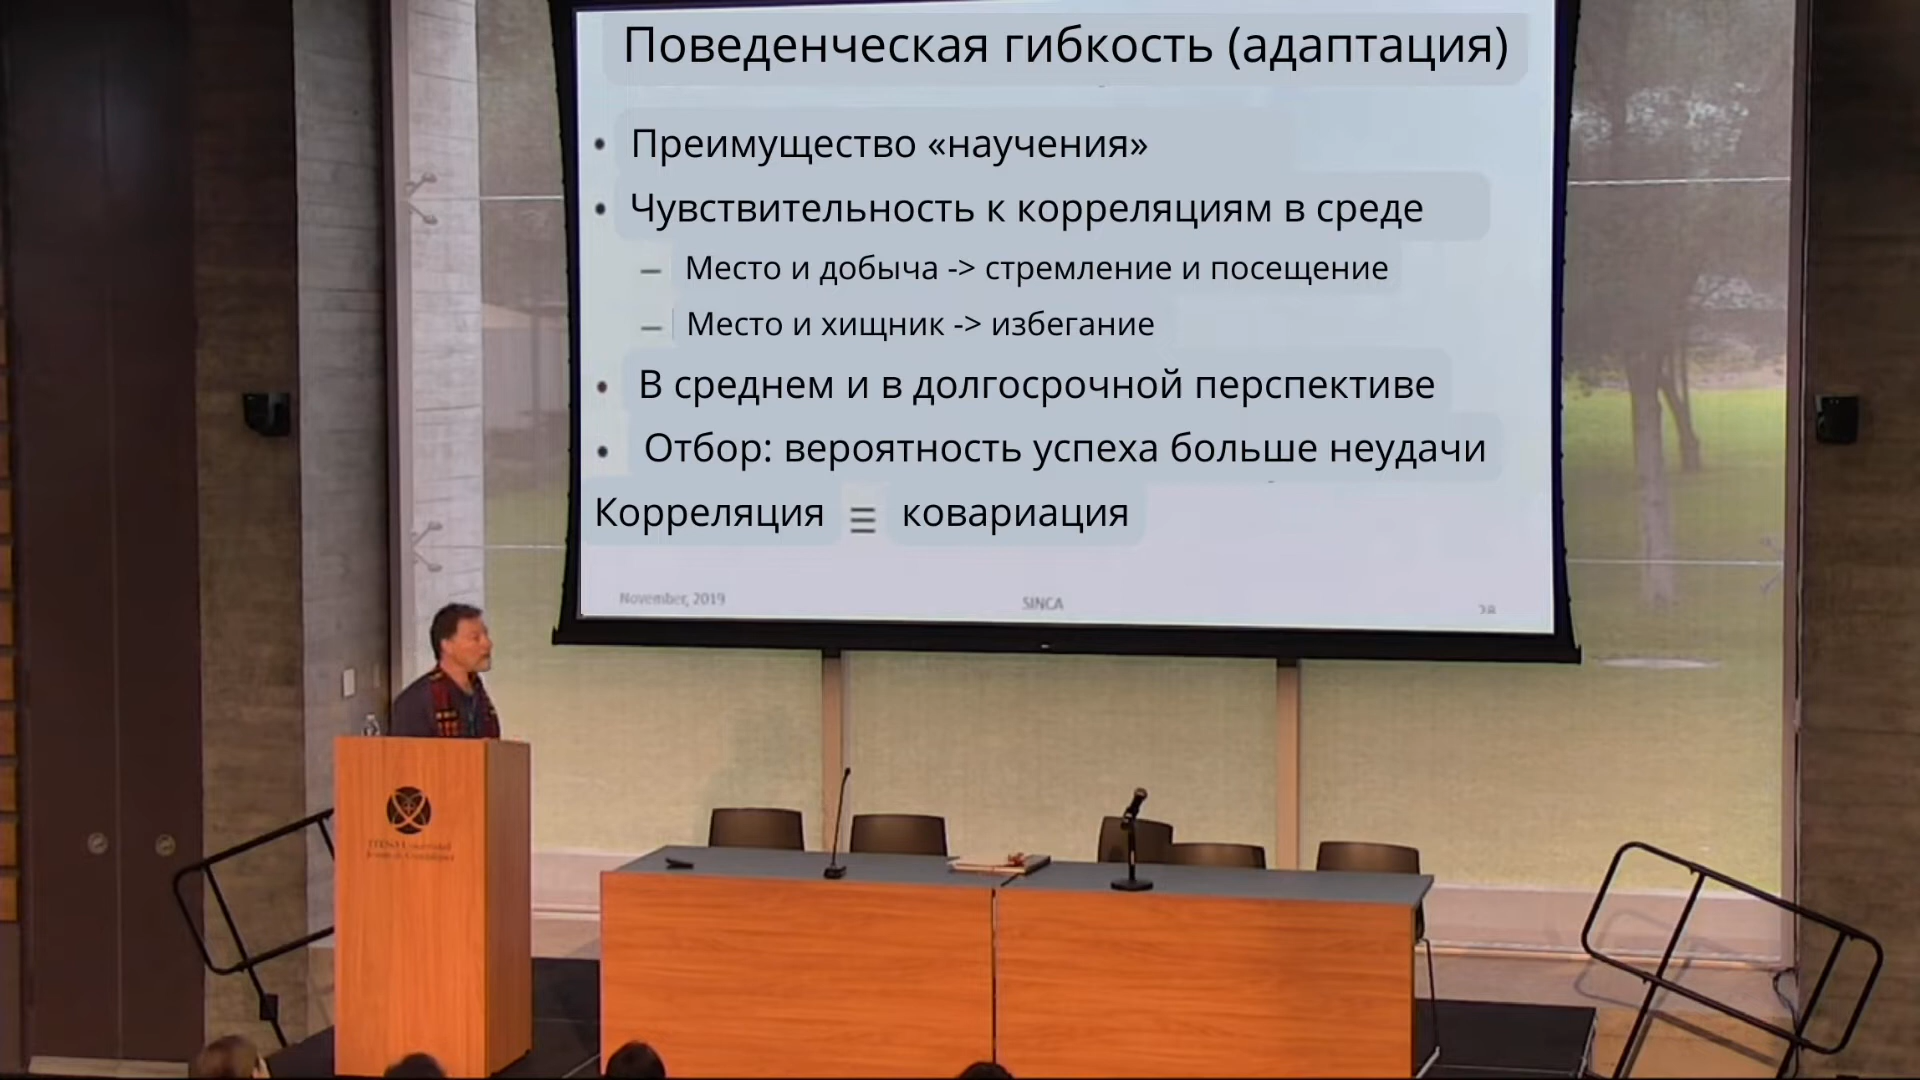 Поведенческая гибкость (адаптация)
• Преимущество «научения»
• Чувствительность к корреляциям в среде
– Место и добыча -> стремление и посещение
– Место и хищник -> избегание
• В среднем и в долгосрочной перспективе
• Отбор: вероятность успеха больше неудачи
Корреляция ≡ ковариация
November, 2019 SINCA